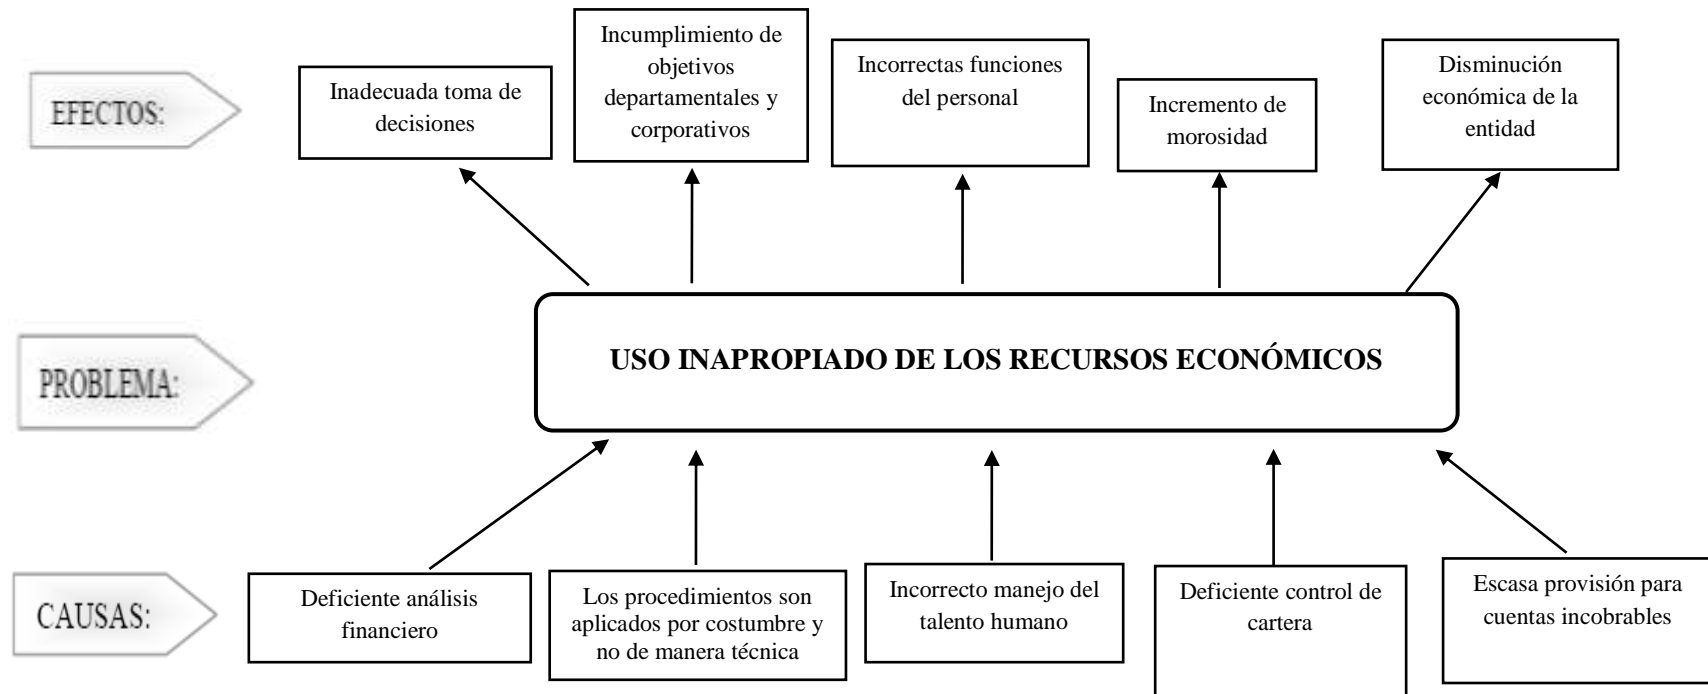 EFECTOS:
Inadecuada toma de
decisiones
Incumplimiento de
objetivos
departamentales y
corporativos
Incorrectas funciones
del personal
Incremento de
morosidad
Disminución
económica de la
entidad
PROBLEMA:
USO INAPROPIADO DE LOS RECURSOS ECONÓMICOS
CAUSAS:
Deficiente análisis
financiero
Los procedimientos son
aplicados por costumbre y
no de manera técnica
Incorrecto manejo del
talento humano
Deficiente control de
cartera
Escasa provisión para
cuentas incobrables